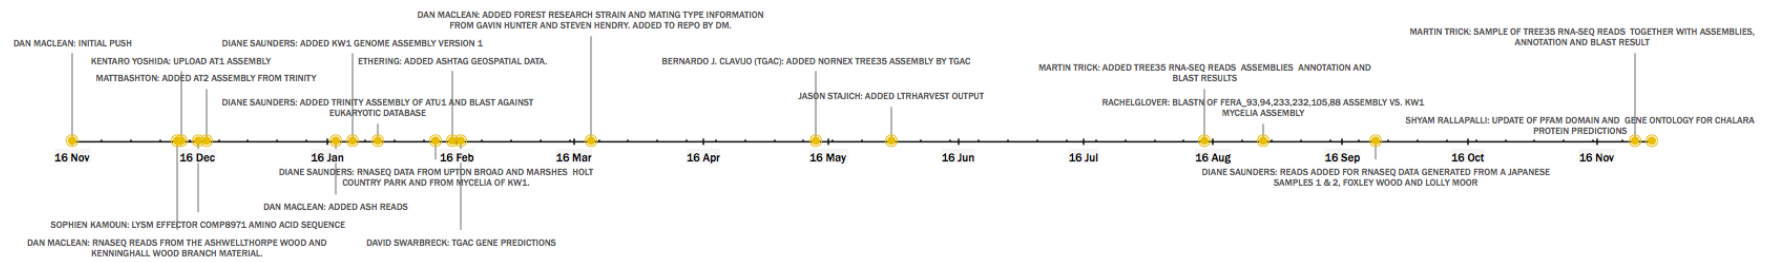 DAN MACLEAN: ADDED FOREST RESEARCH STRAIN AND MATING TYPE INFORMATION
FROM GAVIN HUNTER AND STEVEN HENDRY. ADDED TO REPO BY DM.
DAN MACLEAN: INITIAL PUSH
DIANE SAUNDERS: ADDED KW1 GENOME ASSEMBLY VERSION 1
KENTARO YOSHIDA: UPLOAD AT1 ASSEMBLY
ETHERING: ADDED ASHTAG GEOSPATIAL DATA.
MATTBASHTON: ADDED AT2 ASSEMBLY FROM TRINITY
DIANE SAUNDERS: ADDED TRINITY ASSEMBLY OF ATU1 AND BLAST AGAINST
EUKARYOTIC DATABASE
BERNARDO J. CLAVIJO (TGAC): ADDED NORNEX TREE35 ASSEMBLY BY TGAC
JASON STAJICH: ADDED LTRHARVEST OUTPUT
MARTIN TRICK: ADDED TREE35 RNA-SEQ READS  ASSEMBLIES  ANNOTATION AND
BLAST RESULTS
RACHELGLOVER: BLASTN OF FERA_93,94,233,232,105,88 ASSEMBLY VS. KW1
MYCELIA ASSEMBLY
MARTIN TRICK: SAMPLE OF TREE35 RNA-SEQ READS  TOGETHER WITH ASSEMBLIES,
ANNOTATION AND BLAST RESULT
SHYAM RALLAPALLI: UPDATE OF PFAM DOMAIN AND  GENE ONTOLOGY FOR CHALARA
PROTEIN PREDICTIONS
16 Nov
16 Dec
16 Jan
16 Feb
16 Mar
16 Apr
16 May
16 Jun
16 Jul
16 Aug
16 Sep
16 Oct
16 Nov
DIANE SAUNDERS: RNASEQ DATA FROM UPTON BROAD AND MARSHES  HOLT
COUNTRY PARK AND FROM MYCELIA OF KW1.
DIANE SAUNDERS: READS ADDED FOR RNASEQ DATA GENERATED FROM A JAPANESE
SAMPLES 1 & 2, FOXLEY WOOD AND LOLLY MOOR
DAN MACLEAN: ADDED ASH READS
SOPHIEN KAMOUN: LYSM EFFECTOR COMP8971 AMINO ACID SEQUENCE
DAN MACLEAN: RNASEQ READS FROM THE ASHWELLTHORPE WOOD AND
KENNINGHALL WOOD BRANCH MATERIAL.
DAVID SWARBRECK: TGAC GENE PREDICTIONS